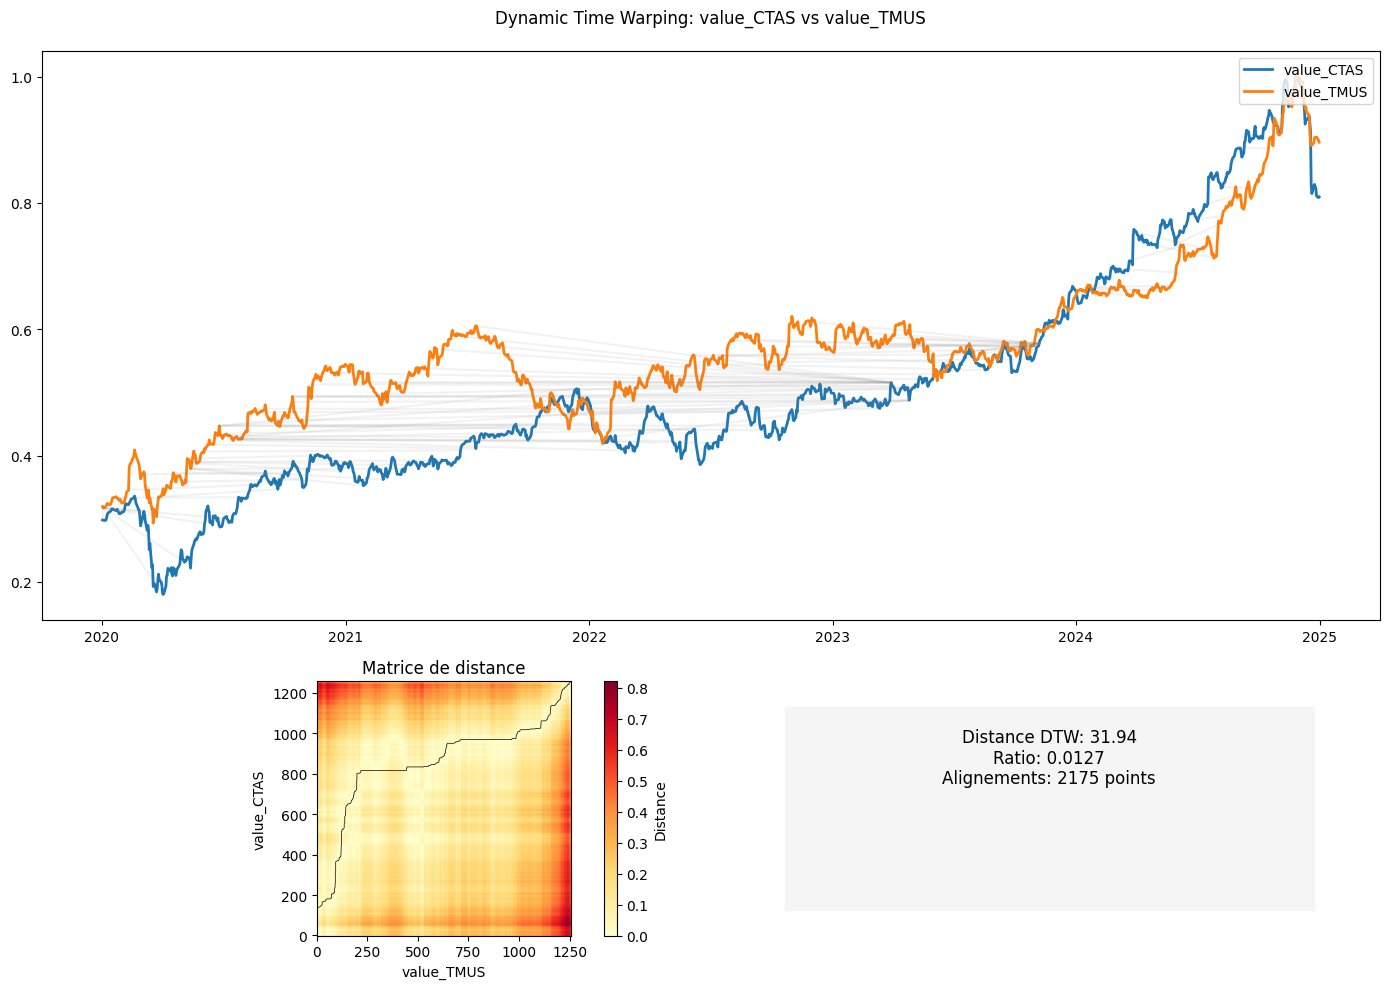 Dynamic Time Warping: value_CTAS vs value_TMUS
value_CTAS
value_TMUS
1.0
0.8
0.6
0.4
0.2
2020 2021 2022 2023 2024 2025
Matrice de distance
value_CTAS
1200
1000
800
600
400
200
0
0 250 500 750 1000 1250
value_TMUS
0.8
0.7
0.6
0.5
0.4
0.3
0.2
0.1
0.0
Distance
Distance DTW: 31.94
Ratio: 0.0127
Alignements: 2175 points